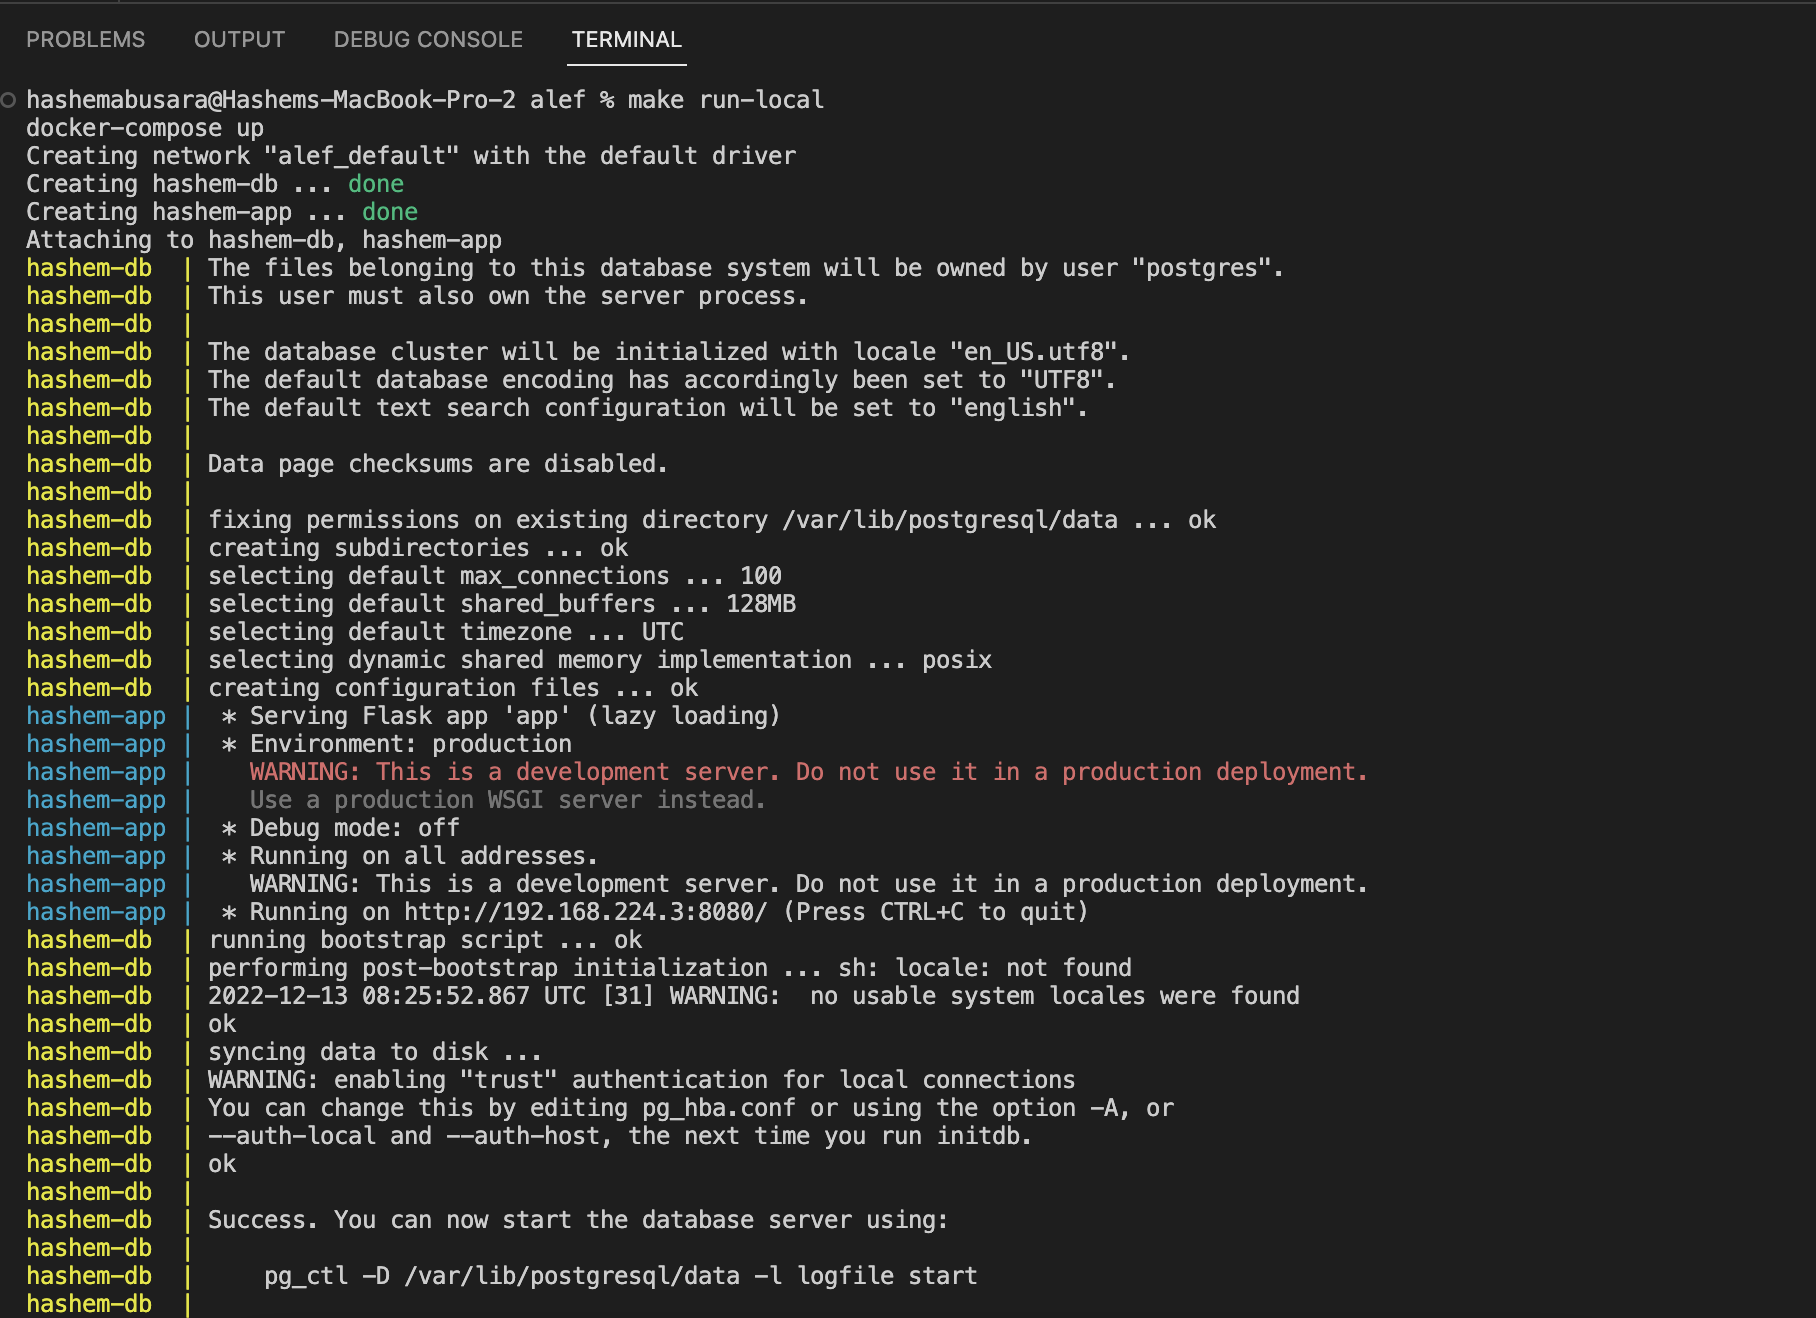 PROBLEMS OUTPUT DEBUG CONSOLE TERMINAL
hashemabusara@Hashems-MacBook-Pro-2 alef % make run-local
docker-compose up
Creating network "alef_default" with the default driver
Creating hashem-db ... done
Creating hashem-app ... done
Attaching to hashem-db, hashem-app
hashem-db  | The files belonging to this database system will be owned by user "postgres".
hashem-db  | This user must also own the server process.
hashem-db  |
hashem-db  | The database cluster will be initialized with locale "en_US.utf8".
hashem-db  | The default database encoding has accordingly been set to "UTF8".
hashem-db  | The default text search configuration will be set to "english".
hashem-db  |
hashem-db  | Data page checksums are disabled.
hashem-db  |
hashem-db  | fixing permissions on existing directory /var/lib/postgresql/data ... ok
hashem-db  | creating subdirectories ... ok
hashem-db  | selecting default max_connections ... 100
hashem-db  | selecting default shared_buffers ... 128MB
hashem-db  | selecting default timezone ... UTC
hashem-db  | selecting dynamic shared memory implementation ... posix
hashem-db  | creating configuration files ... ok
hashem-app |  * Serving Flask app 'app' (lazy loading)
hashem-app |  * Environment: production
hashem-app |    WARNING: This is a development server. Do not use it in a production deployment.
hashem-app |    Use a production WSGI server instead.
hashem-app |  * Debug mode: off
hashem-app |  * Running on all addresses.
hashem-app |    WARNING: This is a development server. Do not use it in a production deployment.
hashem-app |  * Running on http://192.168.224.3:8080/ (Press CTRL+C to quit)
hashem-db  | running bootstrap script ... ok
hashem-db  | performing post-bootstrap initialization ... sh: locale: not found
hashem-db  | 2022-12-13 08:25:52.867 UTC [31] WARNING:  no usable system locales were found
hashem-db  | ok
hashem-db  | syncing data to disk ...
hashem-db  | WARNING: enabling "trust" authentication for local connections
hashem-db  | You can change this by editing pg_hba.conf or using the option -A, or
hashem-db  | --auth-local and --auth-host, the next time you run initdb.
hashem-db  | ok
hashem-db  |
hashem-db  | Success. You can now start the database server using:
hashem-db  |
hashem-db  |     pg_ctl -D /var/lib/postgresql/data -l logfile start
hashem-db  |